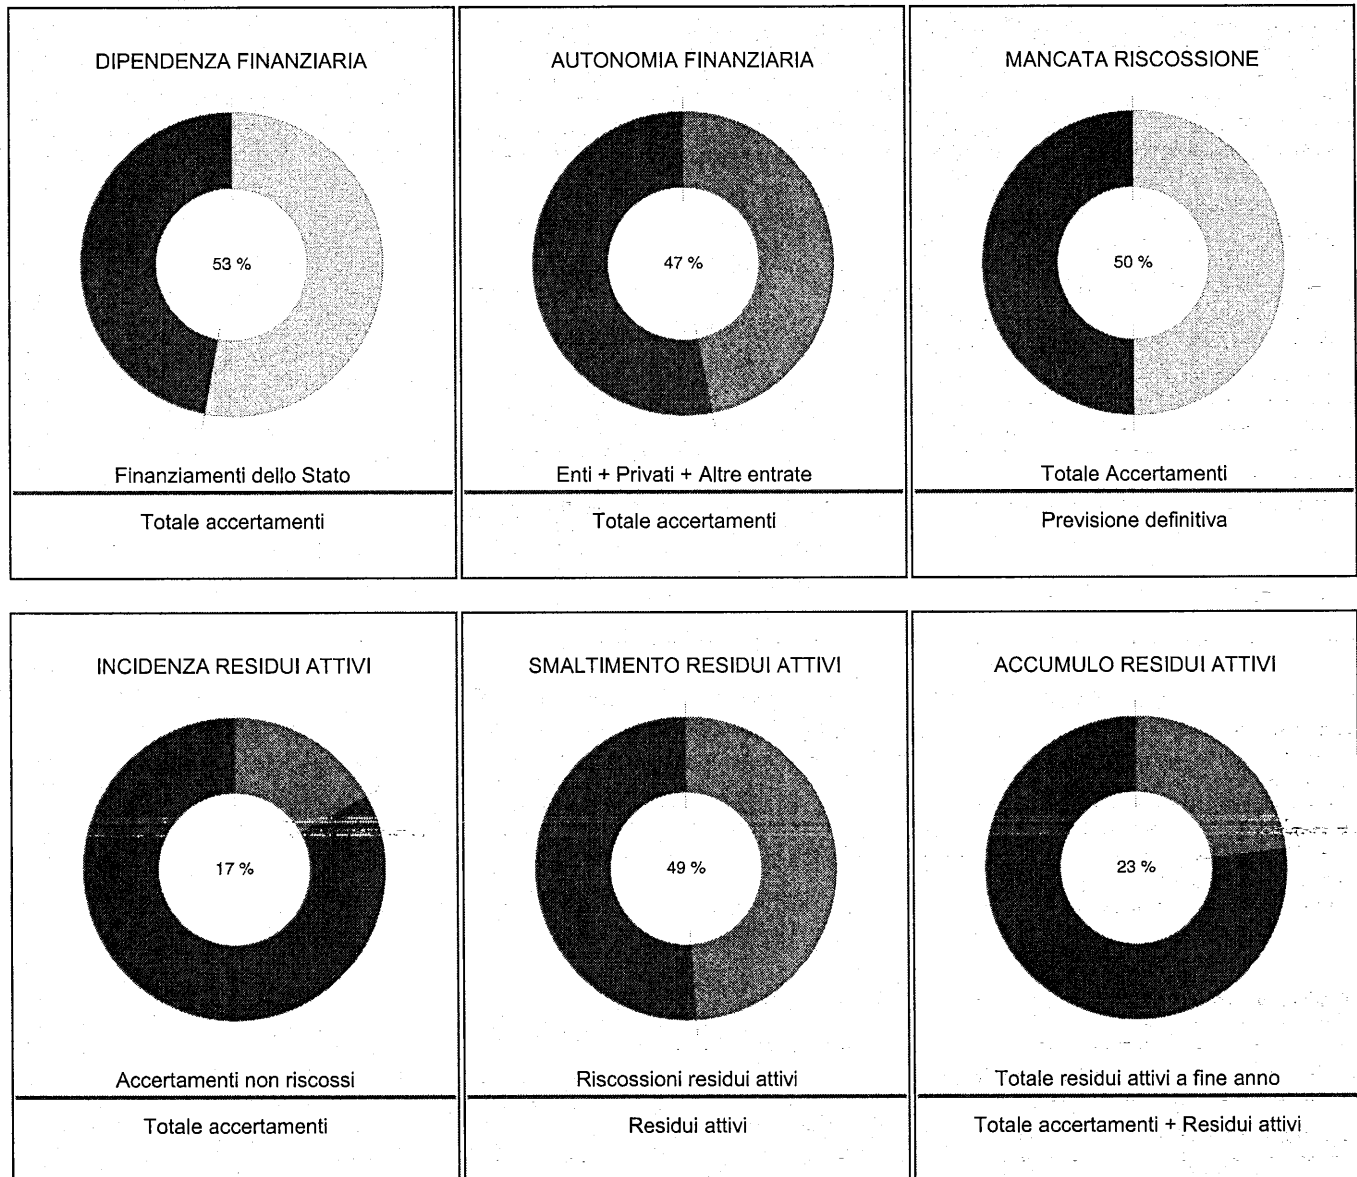 DIPENDENZA FINANZIARIA
53 %
Finanziamenti dello Stato
Totale accertamenti
AUTONOMIA FINANZIARIA
47 %
Enti + Privati + Altre entrate
Totale accertamenti
MANCATA RISCOSSIONE
50 %
Totale Accertamenti
Previsione definitiva
INCIDENZA RESIDUI ATTIVI
17 %
Accertamenti non riscossi
Totale accertamenti
SMALTIMENTO RESIDUI ATTIVI
49 %
Riscossioni residui attivi
Residui attivi
ACCUMULO RESIDUI ATTIVI
23 %
Totale residui attivi a fine anno
Totale accertamenti + Residui attivi